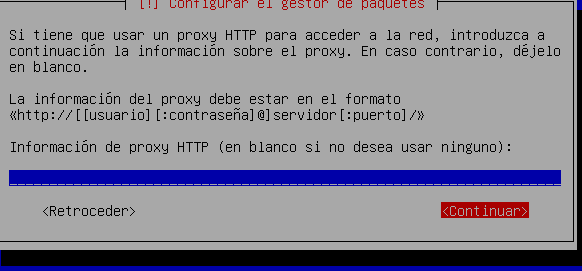 [!] Configurar el gestor de paquetes
Si tiene que usar un proxy HTTP para acceder a la red, introduzca a
continuación la información sobre el proxy. En caso contrario, déjelo
en blanco.
La información del proxy debe estar en el formato
«http://[[usuario][:contraseña]@]servidor[:puerto]/»
Información de proxy HTTP (en blanco si no desea usar ninguno):
<Retroceder> <Continuar>